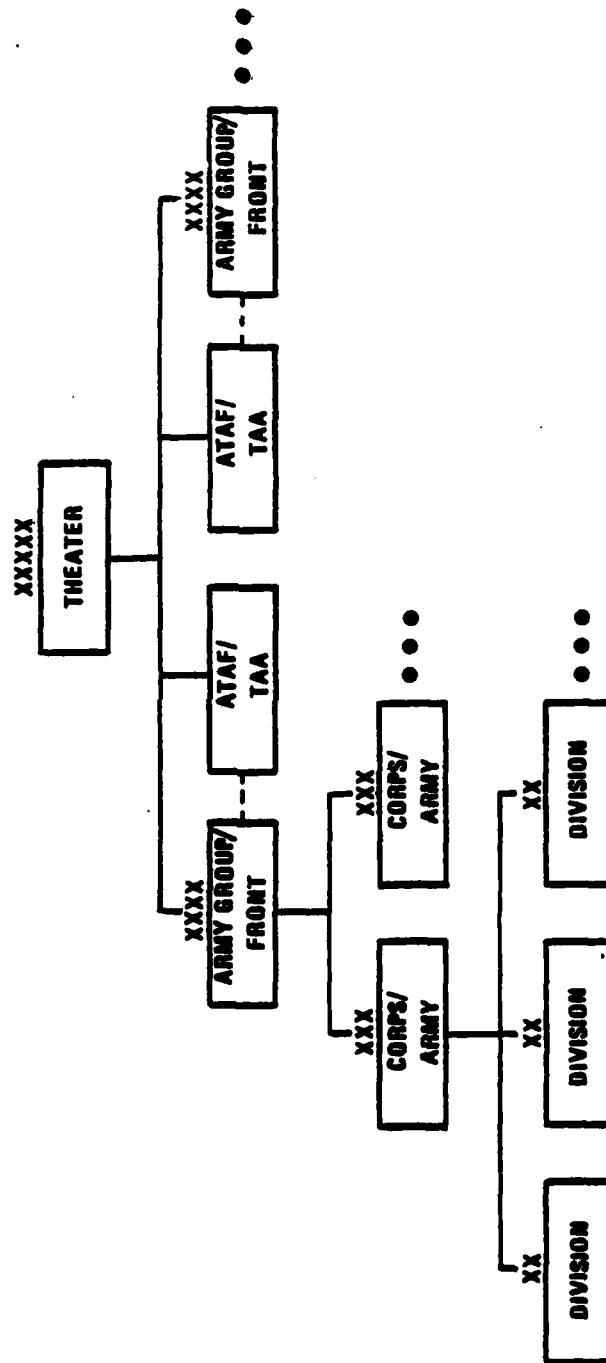 XXXXX
THEATER
XXXX
ARMY GROUP/
FRONT
ATAF/
TAA
ATAF/
TAA
XXXX
ARMY GROUP/
FRONT
XXX
CORPS/
ARMY
XXX
CORPS/
ARMY
XX
DIVISION
XX
DIVISION
XX
DIVISION